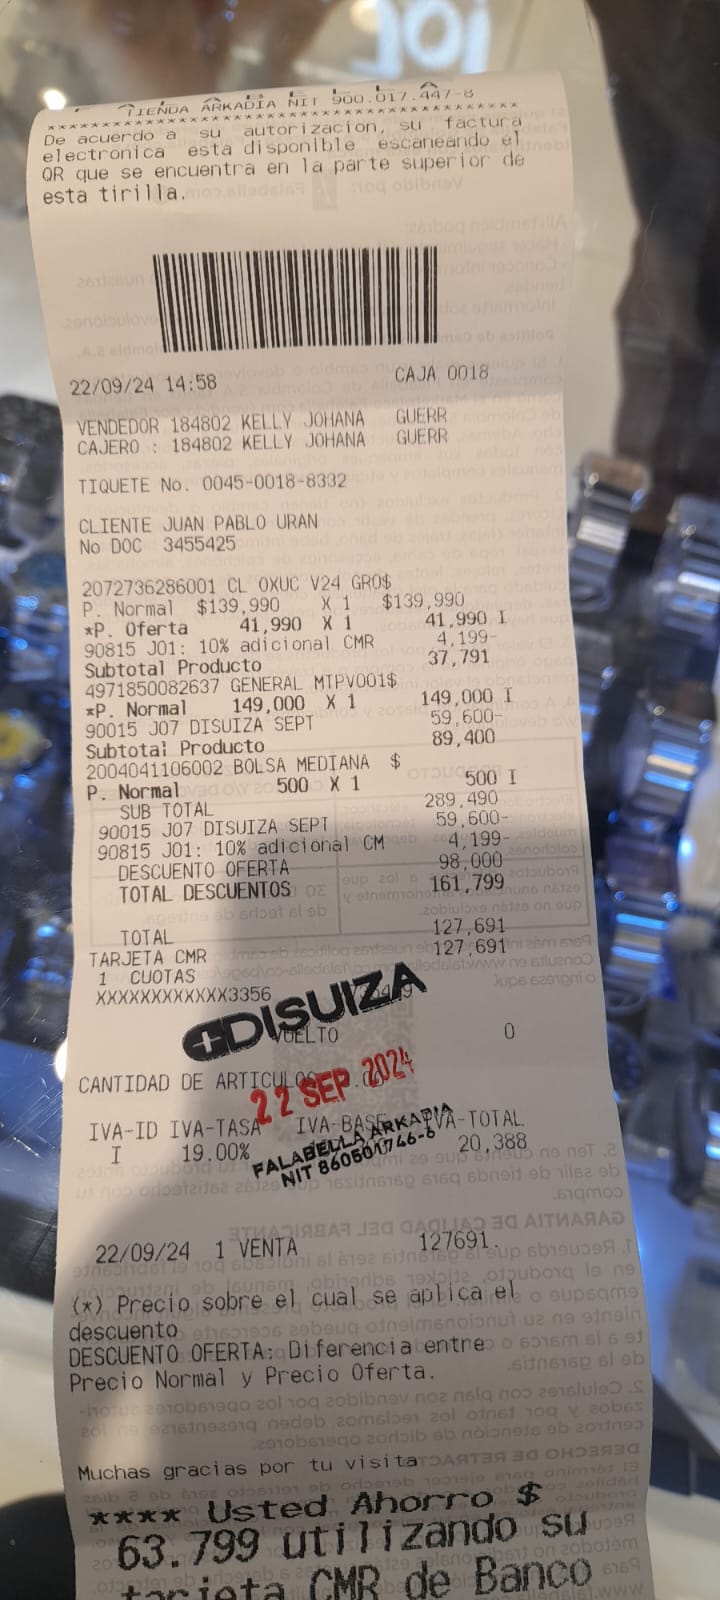 FALABELLA
TIENDA ARKADIA NIT 900.017.447-8
****************************************
De acuerdo a su autorizacion, su factura
electronica esta disponible escaneando el
QR que se encuentra en la parte superior de
esta tirilla.
22/09/24 14:58 CAJA 0018
VENDEDOR 184802 KELLY JOHANA GUERR
CAJERO : 184802 KELLY JOHANA GUERR
TIQUETE No. 0045-0018-8332
CLIENTE JUAN PABLO URAN
No DOC 3455425
2072736286001 CL OXUC V24 GRO$
P. Normal $139,990 X 1 $139,990
*P. Oferta 41,990 X 1 41,990 I
90815 J01: 10% adicional CMR 4,199-
Subtotal Producto 37,791
4971850082637 GENERAL MTPV001$
*P. Normal 149,000 X 1 149,000 I
90015 J07 DISUIZA SEPT 59,600-
Subtotal Producto 89,400
2004041106002 BOLSA MEDIANA $
P. Normal 500 X 1 500 I
SUB TOTAL 289,490
90015 J07 DISUIZA SEPT 59,600-
90815 J01: 10% adicional CM 4,199-
DESCUENTO OFERTA 98,000
TOTAL DESCUENTOS 161,799
TOTAL 127,691
TARJETA CMR 127,691
1 CUOTAS
XXXXXXXXXXXX3356
DISUIZA
VUELTO 0
CANTIDAD DE ARTICULOS
22 SEP 2024
IVA-ID IVA-TASA IVA-BASE IVA-TOTAL
I 19.00% 20,388
FALABELLA ARKADIA
NIT 860501746-6
22/09/24 1 VENTA 127691.
(*) Precio sobre el cual se aplica el
descuento
DESCUENTO OFERTA: Diferencia entre
Precio Normal y Precio Oferta.
Muchas gracias por tu visita
**** Usted Ahorro $
63.799 utilizando su
tarjeta CMR de Banco